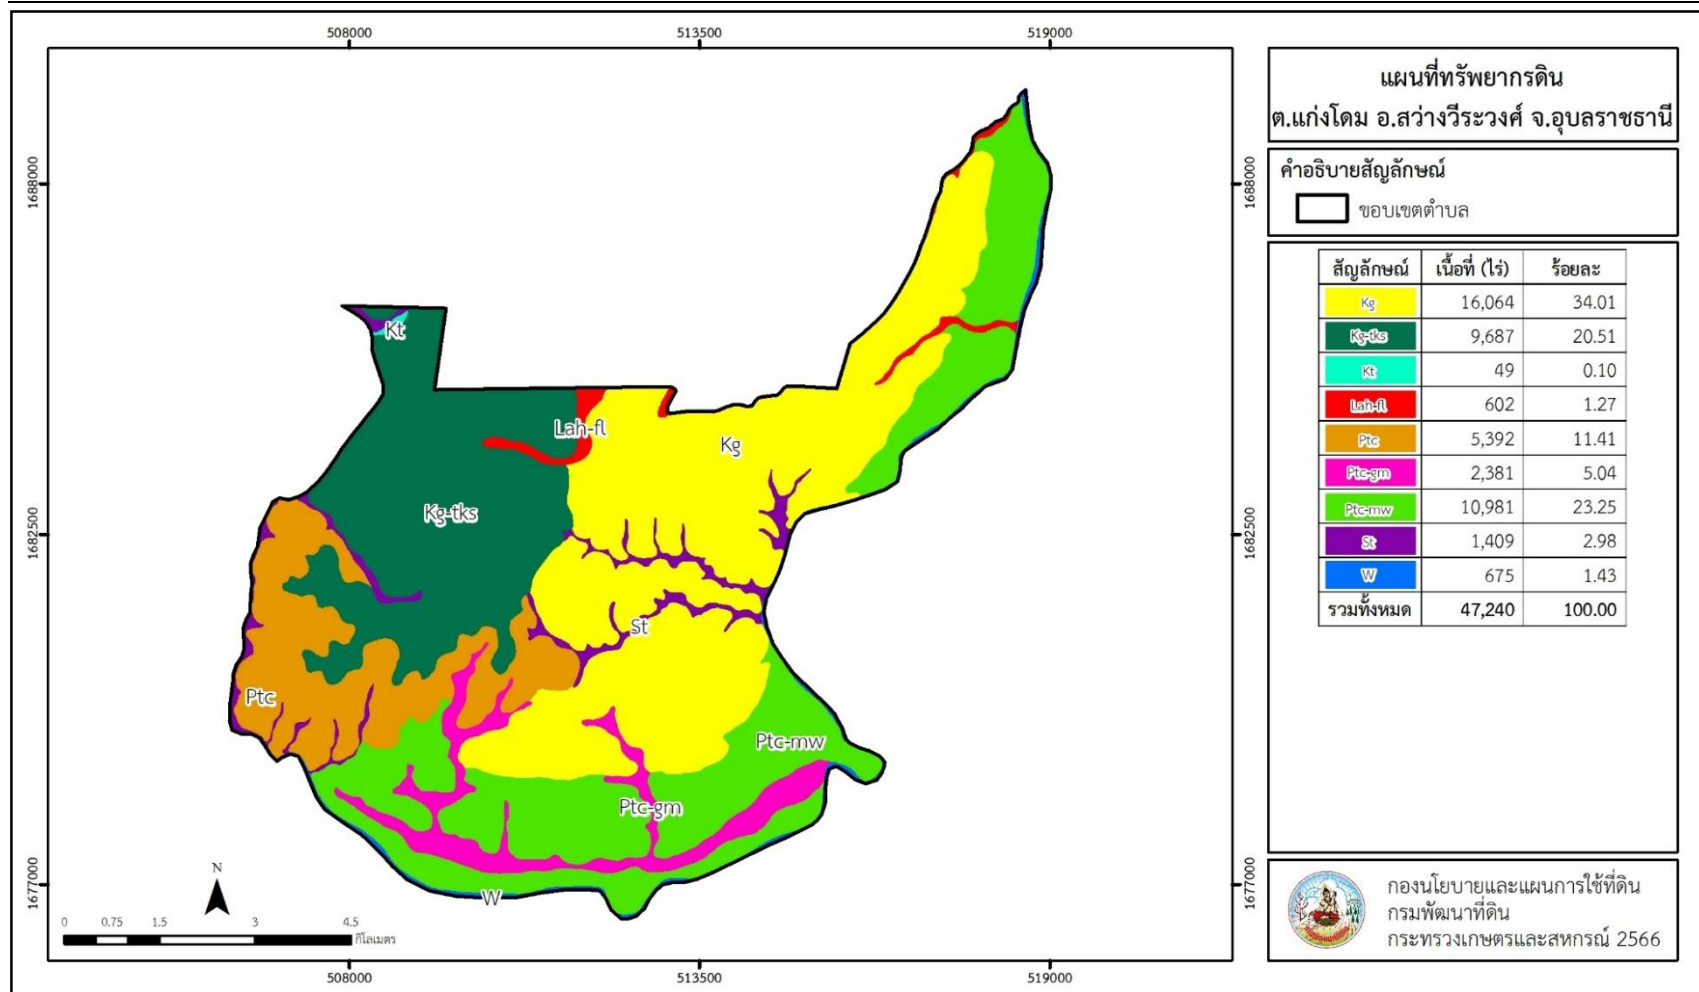 508000
513500
519000
1688000
1682500
1677000
1688000
1682500
1677000
Kt
Lah-fl
Kg
Kg-tks
St
Ptc
Ptc-mw
Ptc-gm
W
N
0 0.75 1.5 3 4.5
กิโลเมตร
508000
513500
519000
แผนที่ทรัพยากรดิน
ต.แก่งโดม อ.สว่างวีระวงศ์ จ.อุบลราชธานี
คำอธิบายสัญลักษณ์
ขอบเขตตำบล
สัญลักษณ์ เนื้อที่ (ไร่) ร้อยละ
Kg 16,064 34.01
Kg-tks 9,687 20.51
Kt 49 0.10
Lah-fl 602 1.27
Ptc 5,392 11.41
Ptc-gm 2,381 5.04
Ptc-mw 10,981 23.25
St 1,409 2.98
W 675 1.43
รวมทั้งหมด 47,240 100.00
กองนโยบายและแผนการใช้ที่ดิน
กรมพัฒนาที่ดิน
กระทรวงเกษตรและสหกรณ์ 2566